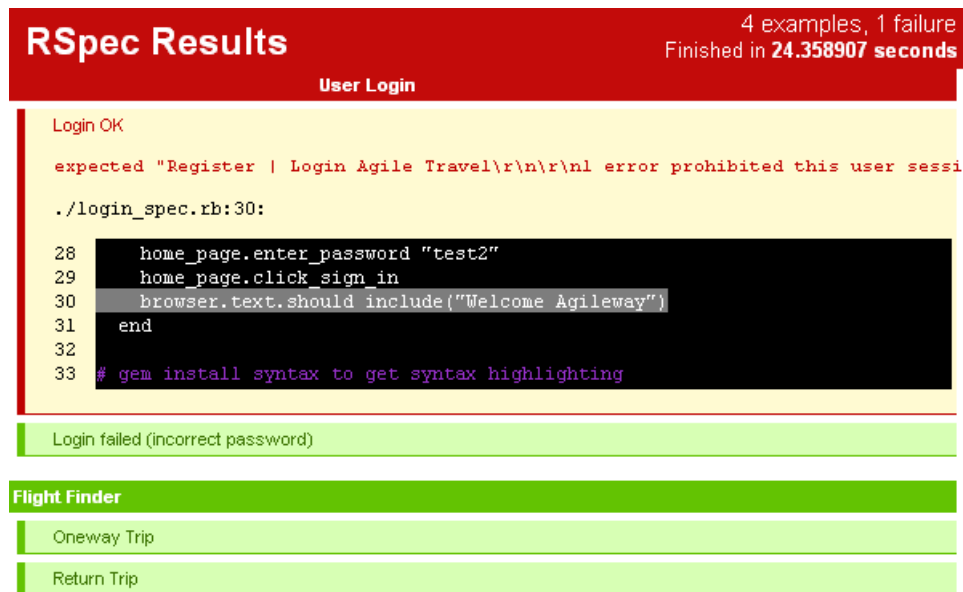 RSpec Results
4 examples, 1 failure
Finished in 24.358907 seconds
User Login
Login OK
expected "Register | Login Agile Travel\r\n\r\n1 error prohibited this user sessi
./login_spec.rb:30:
28 home_page.enter_password "test2"
29 home_page.click_sign_in
30 browser.text.should include("Welcome Agileway")
31 end
32
33 # gem install syntax to get syntax highlighting
Login failed (incorrect password)
Flight Finder
Oneway Trip
Return Trip